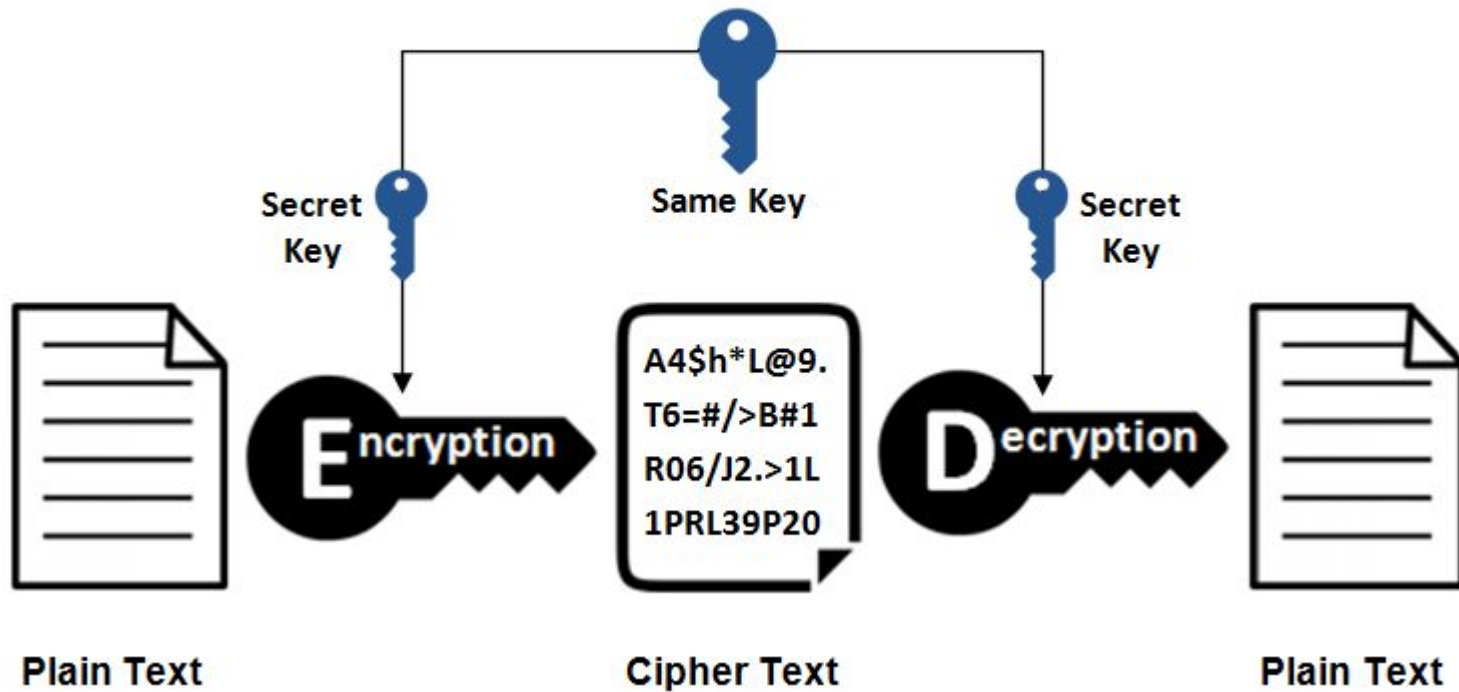 Same Key
Secret
Key
Secret
Key
Encryption
A4$h*L@9.
T6=#/>B#1
R06/J2.>1L
1PRL39P20
Decryption
Plain Text
Cipher Text
Plain Text